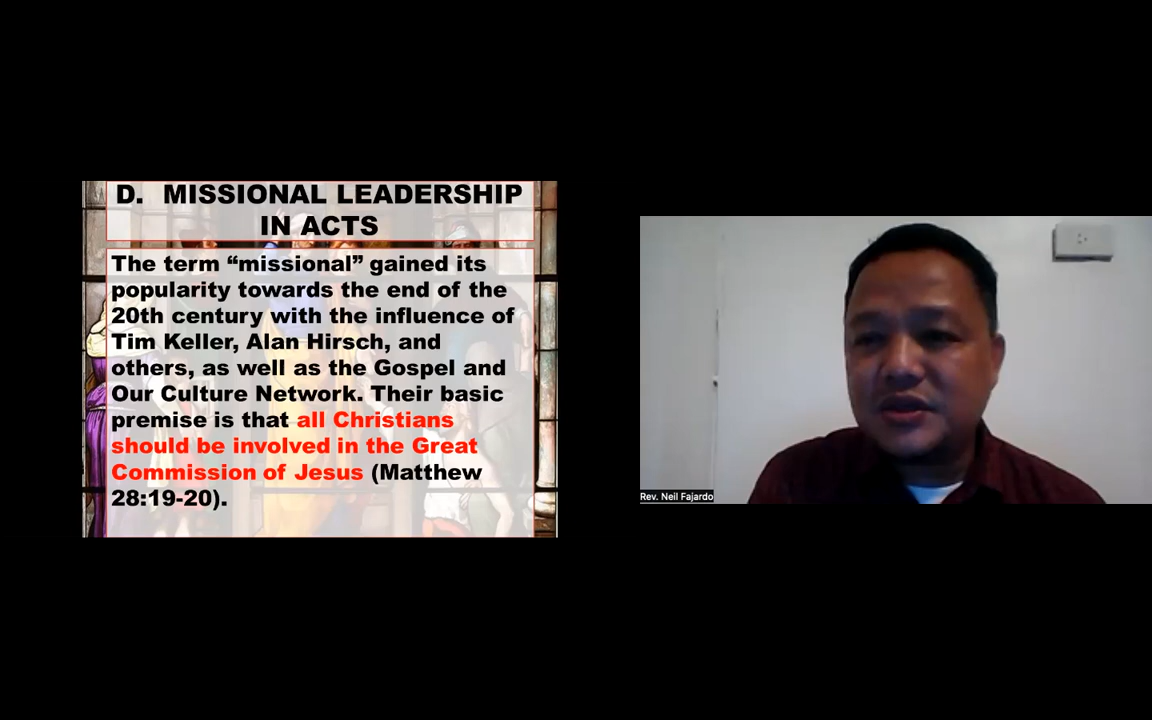 D. MISSIONAL LEADERSHIP
IN ACTS
The term “missional” gained its
popularity towards the end of the
20th century with the influence of
Tim Keller, Alan Hirsch, and
others, as well as the Gospel and
Our Culture Network. Their basic
premise is that all Christians
should be involved in the Great
Commission of Jesus (Matthew
28:19-20).
Rev. Neil Fajardo